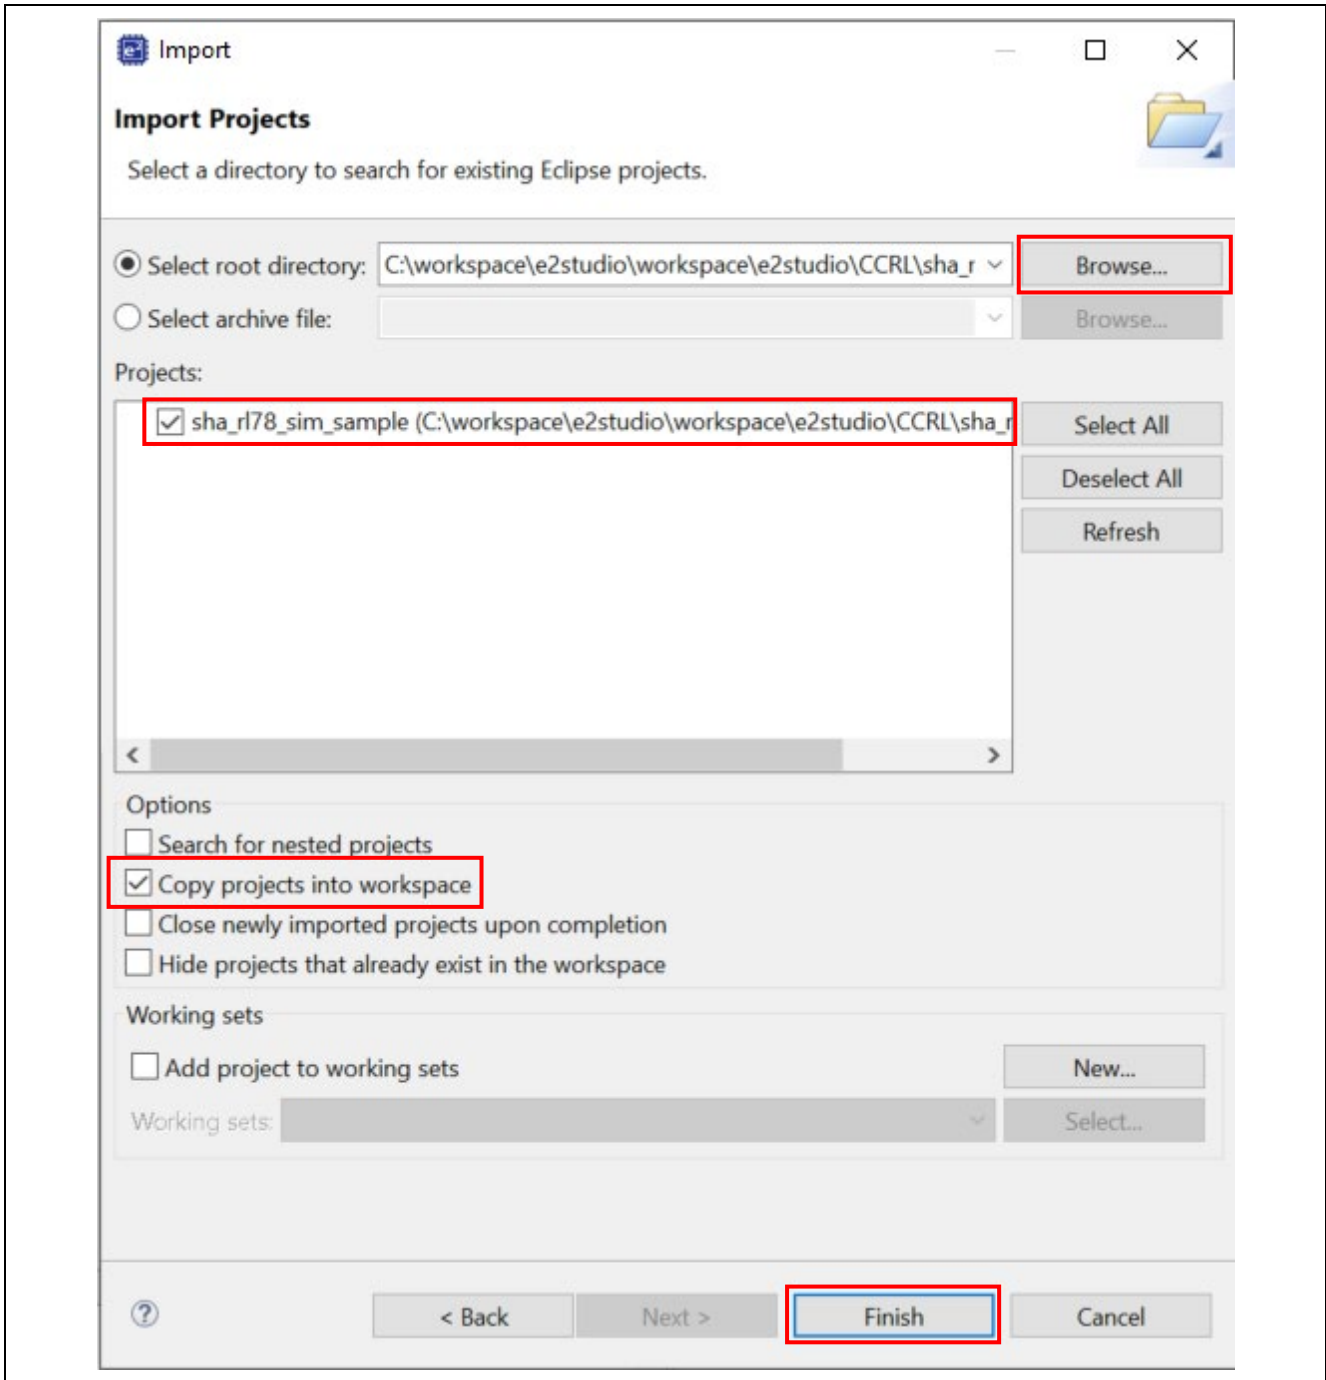 Import
Import Projects
Select a directory to search for existing Eclipse projects.
Select root directory: C:\workspace\e2studio\workspace\e2studio\CCRL\sha_r Browse...
Select archive file: Browse...
Projects:
sha_rl78_sim_sample (C:\workspace\e2studio\workspace\e2studio\CCRL\sha_r Select All
Deselect All
Refresh
Options
Search for nested projects
Copy projects into workspace
Close newly imported projects upon completion
Hide projects that already exist in the workspace
Working sets
Add project to working sets New...
Working sets: Select...
? < Back Next > Finish Cancel